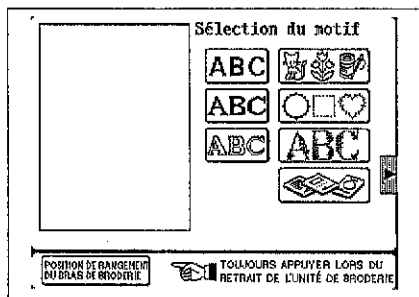 Sélection du motif
ABC
ABC
ABC
ABC
POSITION DE RANGEMENT
DU BRAS DE BRODERIE
TOUJOURS APPUYER LORS DU
RETRAIT DE L'UNITÉ DE BRODERIE